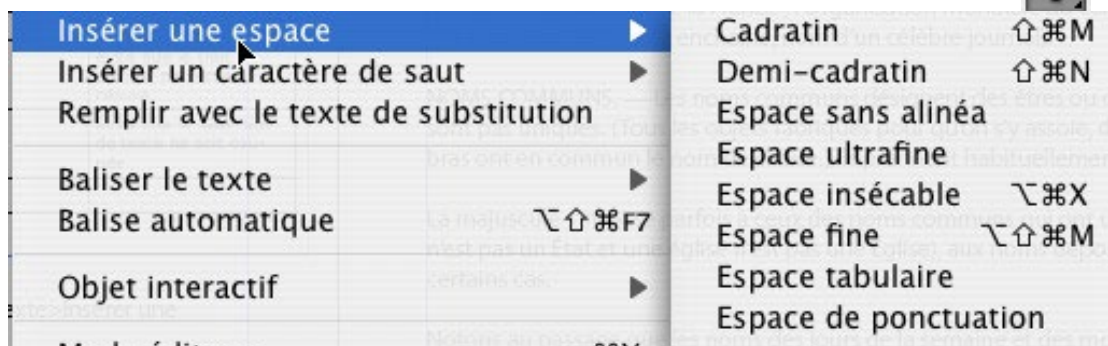 Insérer une espace
Insérer un caractère de saut
Remplir avec le texte de substitution
Baliser le texte
Balise automatique ⌥⇧⌘F7
Objet interactif
Cadratin ⇧⌘M
Demi-cadratin ⇧⌘N
Espace sans alinéa
Espace ultrafine
Espace insécable ⌥⌘X
Espace fine ⌥⇧⌘M
Espace tabulaire
Espace de ponctuation